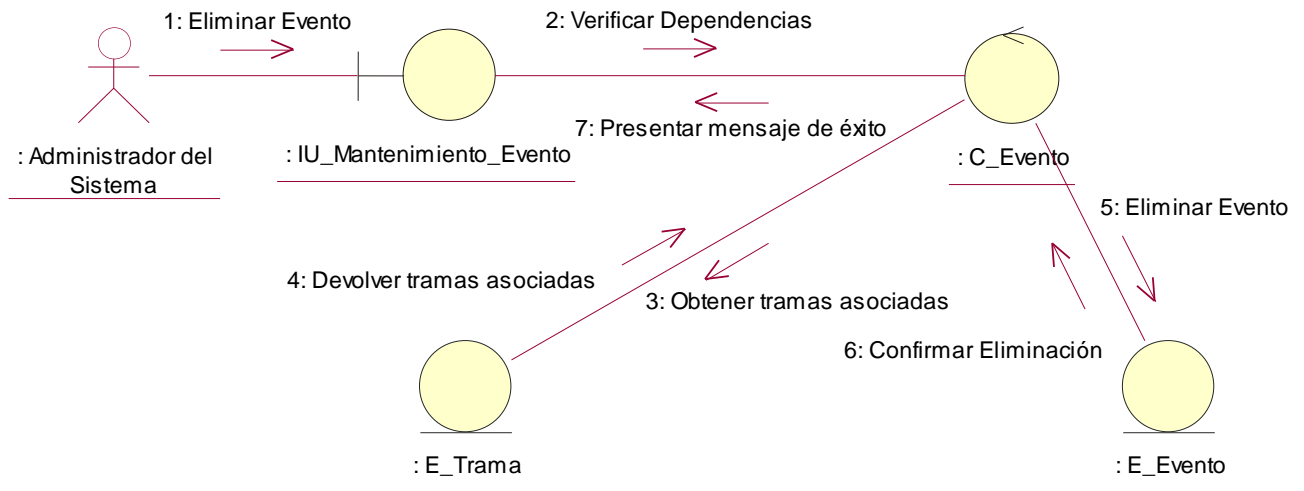 1: Eliminar Evento
2: Verificar Dependencias
7: Presentar mensaje de éxito
: Administrador del
Sistema
: IU_Mantenimiento_Evento
: C_Evento
5: Eliminar Evento
4: Devolver tramas asociadas
3: Obtener tramas asociadas
6: Confirmar Eliminación
: E_Trama
: E_Evento